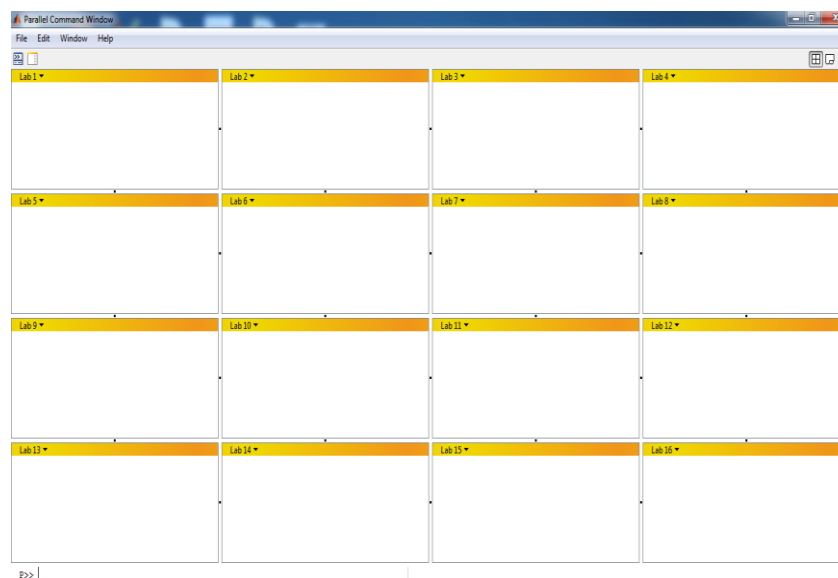 Parallel Command Window
File Edit Window Help
Lab 1 Lab 2 Lab 3 Lab 4
Lab 5 Lab 6 Lab 7 Lab 8
Lab 9 Lab 10 Lab 11 Lab 12
Lab 13 Lab 14 Lab 15 Lab 16
P>>